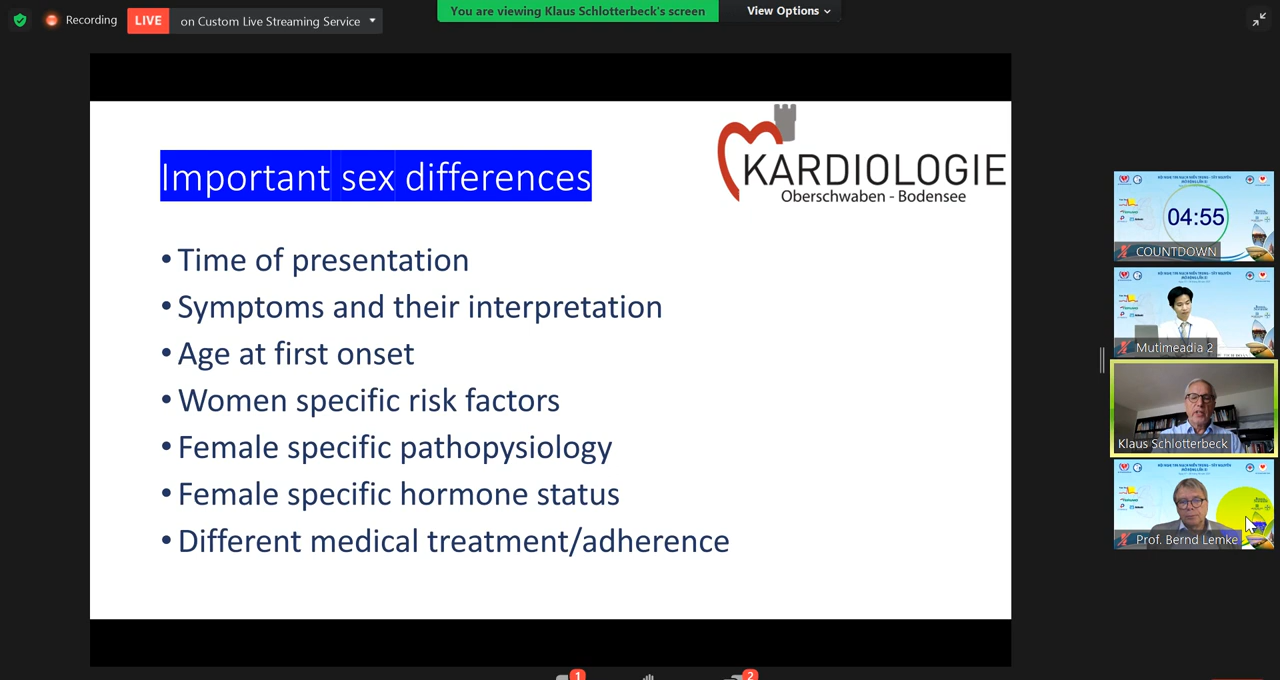 Recording
LIVE
on Custom Live Streaming Service
You are viewing Klaus Schlotterbeck's screen
View Options
Important sex differences
KARDIOLOGIE
Oberschwaben - Bodensee
• Time of presentation
• Symptoms and their interpretation
• Age at first onset
• Women specific risk factors
• Female specific pathopysiology
• Female specific hormone status
• Different medical treatment/adherence
04:55
COUNTDOWN
Mutimeadia 2
Klaus Schlotterbeck
Prof. Bernd Lemke
1
2